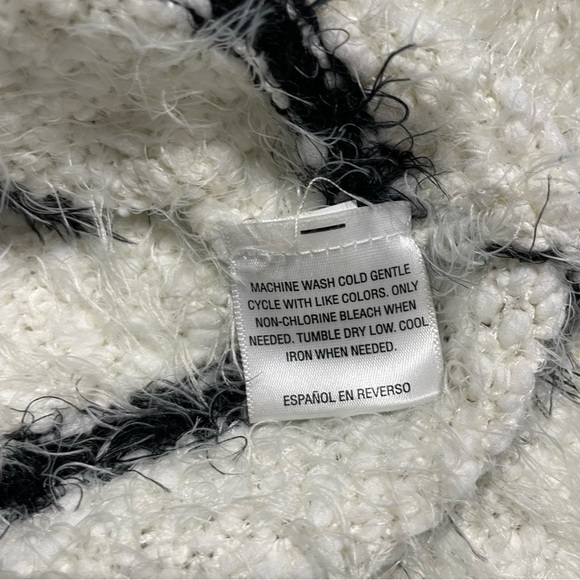 MACHINE WASH COLD GENTLE
CYCLE WITH LIKE COLORS. ONLY
NON-CHLORINE BLEACH WHEN
NEEDED. TUMBLE DRY LOW. COOL
IRON WHEN NEEDED.
ESPAÑOL EN REVERSO